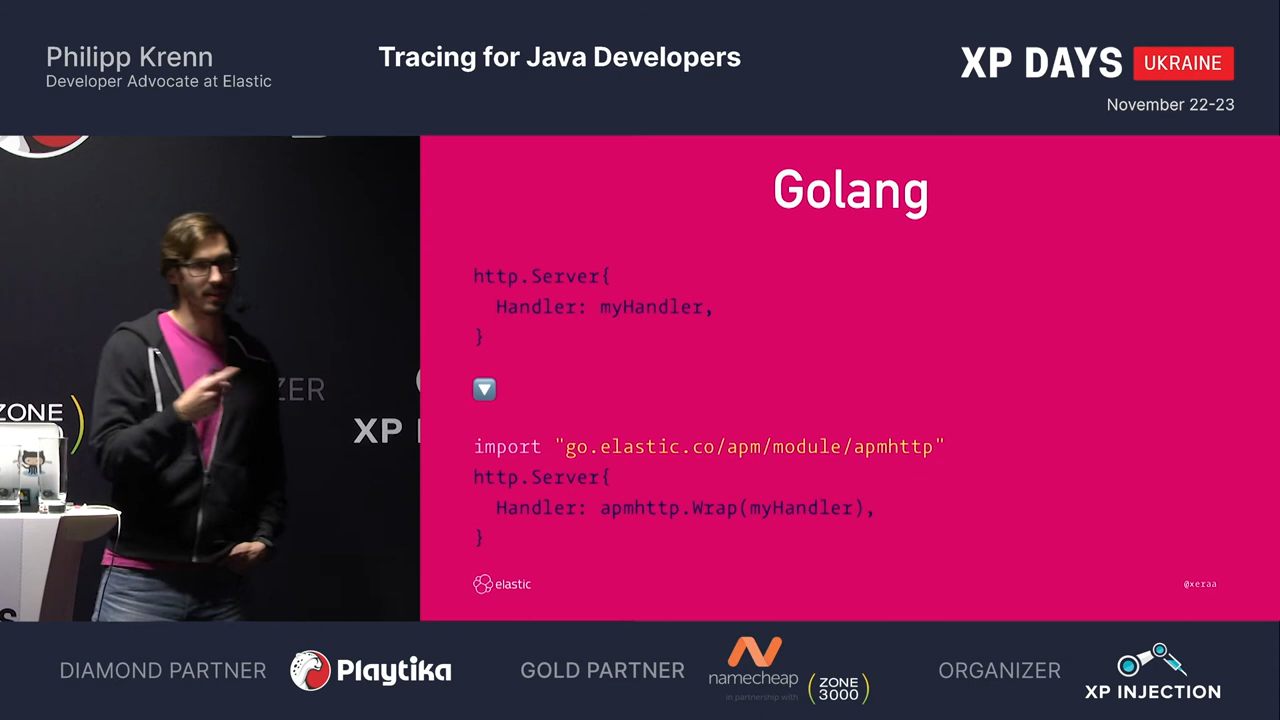 Philipp Krenn
Developer Advocate at Elastic
Tracing for Java Developers
XP DAYS UKRAINE
November 22-23
Golang
http.Server{
  Handler: myHandler,
}
import "go.elastic.co/apm/module/apmhttp"
http.Server{
  Handler: apmhttp.Wrap(myHandler),
}
elastic
@xeraa
ZONE
XP
DIAMOND PARTNER
Playtika
GOLD PARTNER
namecheap
in partnership with
ZONE
3000
ORGANIZER
XP INJECTION